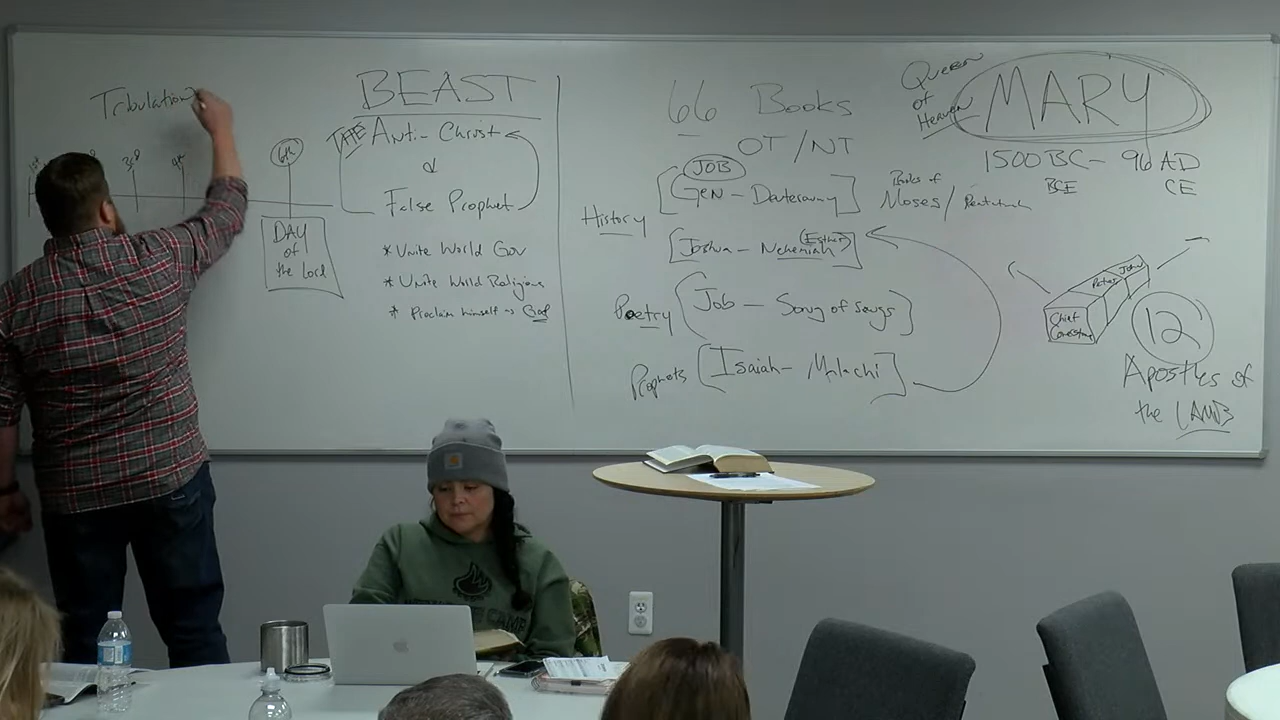 Tribulation
1st
3rd
4th
6th
DAY
of
the Lord
BEAST
THE Anti-Christ
&
False Prophet
* Unite World Gov
* Unite World Religions
* Proclaim himself as God
66 Books
OT/NT
JOB
[Gen - Deuteronomy]
Books of
Moses/Pentateuch
History
[Joshua - Nehemiah]
(Esther)
Poetry
[Job - Song of Songs]
Prophets
[Isaiah - Malachi]
Queen
of
Heaven
MARY
1500 BC - 96 AD
BCE
CE
Chief
Cornerstone
Peter
John
12
Apostles of
the LAMB